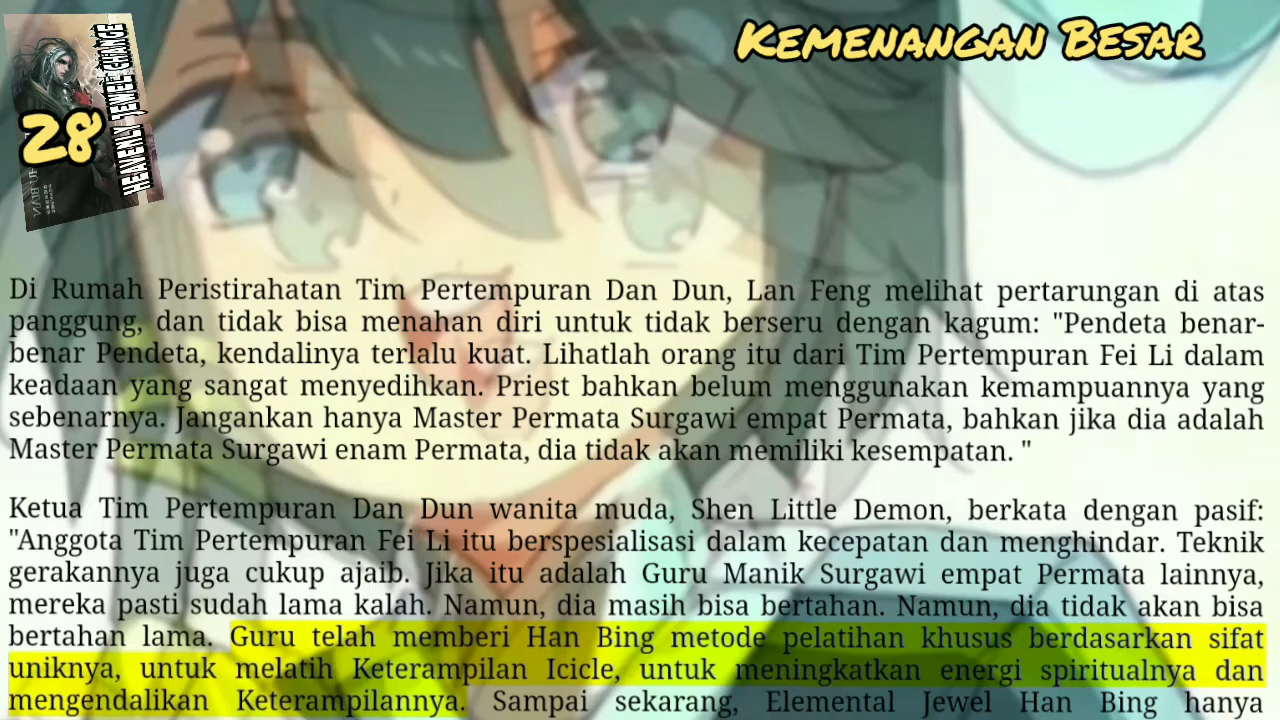 Kemenangan Besar
HEAVENLY JEWEL CHANGE
28
Di Rumah Peristirahatan Tim Pertempuran Dan Dun, Lan Feng melihat pertarungan di atas
panggung, dan tidak bisa menahan diri untuk tidak berseru dengan kagum: "Pendeta benar-
benar Pendeta, kendalinya terlalu kuat. Lihatlah orang itu dari Tim Pertempuran Fei Li dalam
keadaan yang sangat menyedihkan. Priest bahkan belum menggunakan kemampuannya yang
sebenarnya. Jangankan hanya Master Permata Surgawi empat Permata, bahkan jika dia adalah
Master Permata Surgawi enam Permata, dia tidak akan memiliki kesempatan. "
Ketua Tim Pertempuran Dan Dun wanita muda, Shen Little Demon, berkata dengan pasif:
"Anggota Tim Pertempuran Fei Li itu berspesialisasi dalam kecepatan dan menghindar. Teknik
gerakannya juga cukup ajaib. Jika itu adalah Guru Manik Surgawi empat Permata lainnya,
mereka pasti sudah lama kalah. Namun, dia masih bisa bertahan. Namun, dia tidak akan bisa
bertahan lama. Guru telah memberi Han Bing metode pelatihan khusus berdasarkan sifat
uniknya, untuk melatih Keterampilan Icicle, untuk meningkatkan energi spiritualnya dan
mengendalikan Keterampilannya. Sampai sekarang, Elemental Jewel Han Bing hanya